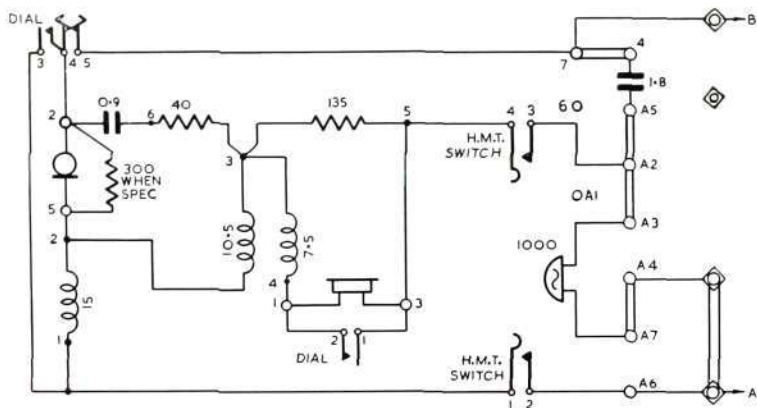 DIAL
3 4 5
7
4
B
1·8
2
0·9
6
40
135
5
4 3
60
A5
H.M.T.
SWITCH
A2
3
300
WHEN
SPEC
5
2
10·5
7·5
OA1
A3
1000
4
A4
15
1
1
3
2 1
DIAL
H.M.T.
SWITCH
A7
1 2
A6
A